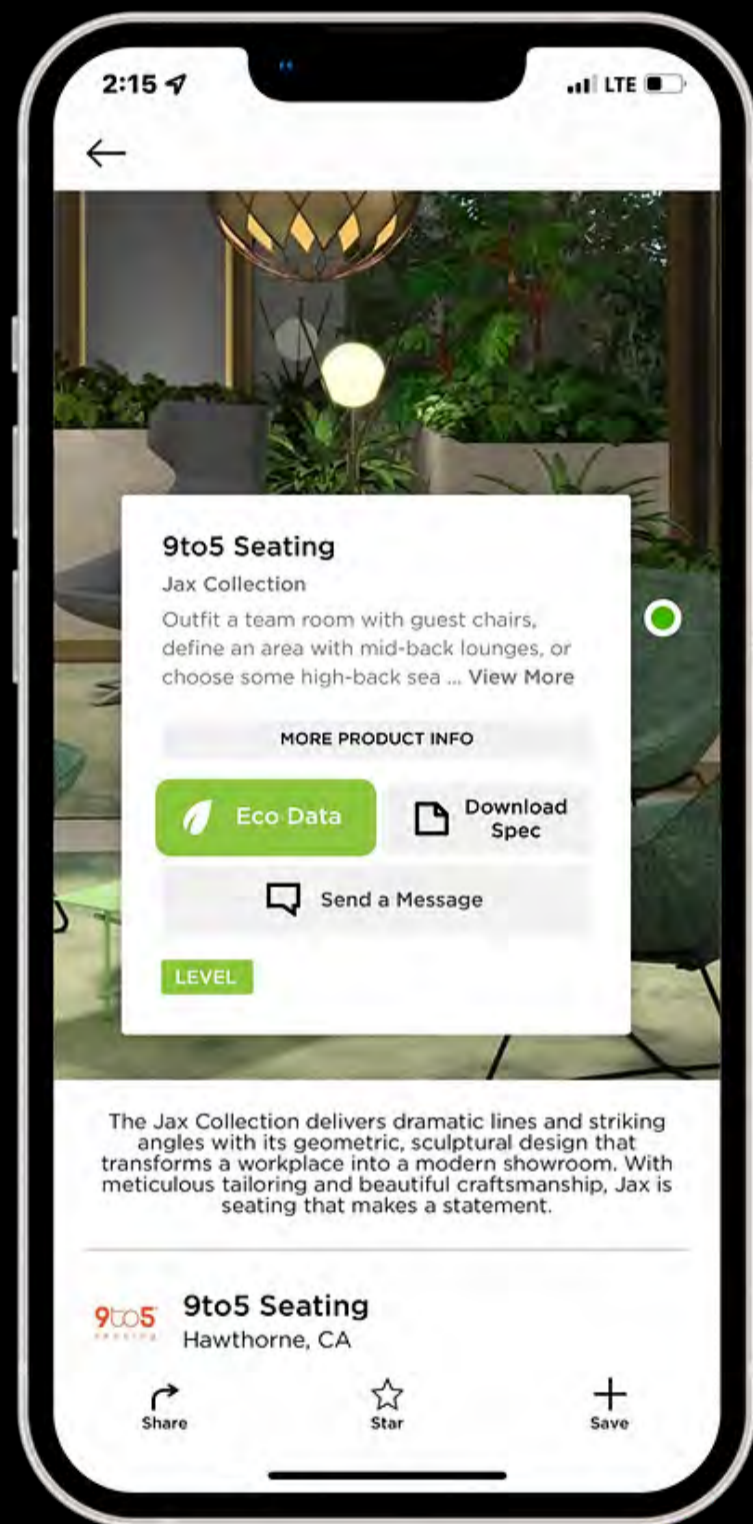 2:15
LTE
9to5 Seating
Jax Collection
Outfit a team room with guest chairs,
define an area with mid-back lounges, or
choose some high-back sea ... View More
MORE PRODUCT INFO
Eco Data
Download
Spec
Send a Message
LEVEL
The Jax Collection delivers dramatic lines and striking
angles with its geometric, sculptural design that
transforms a workplace into a modern showroom. With
meticulous tailoring and beautiful craftsmanship, Jax is
seating that makes a statement.
9to5
seating
9to5 Seating
Hawthorne, CA
Share
Star
Save